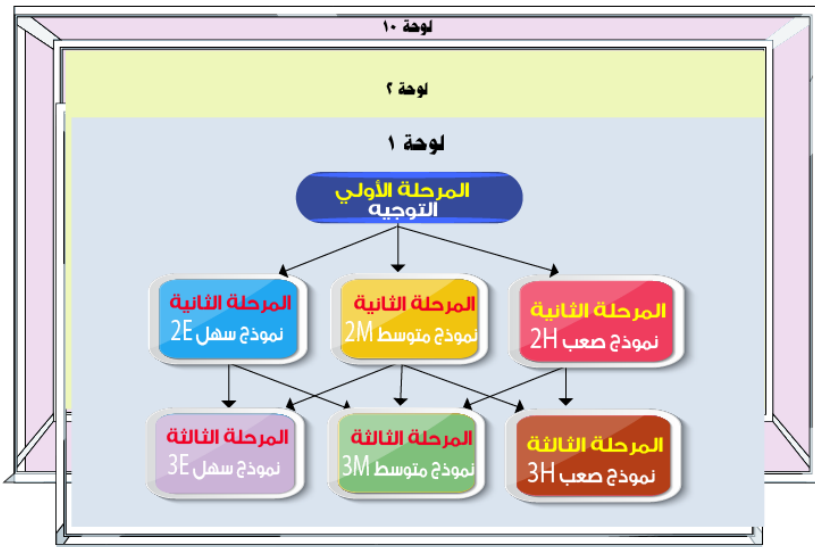 لوحة ١٠
لوحة ٢
لوحة ١
المرحلة الأولي
التوجيه
المرحلة الثانية
نموذج صعب 2H
المرحلة الثانية
نموذج متوسط 2M
المرحلة الثانية
نموذج سهل 2E
المرحلة الثالثة
نموذج صعب 3H
المرحلة الثالثة
نموذج متوسط 3M
المرحلة الثالثة
نموذج سهل 3E